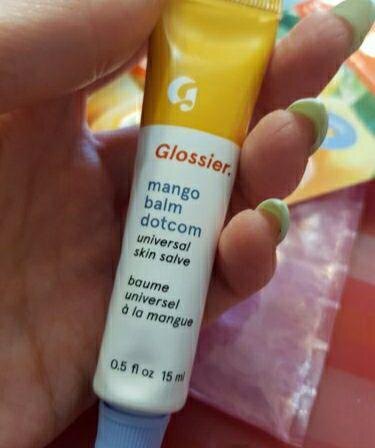 G
Glossier.
mango
balm
dotcom
universal
skin salve
baume
universel
à la mangue
0.5 fl oz 15 ml